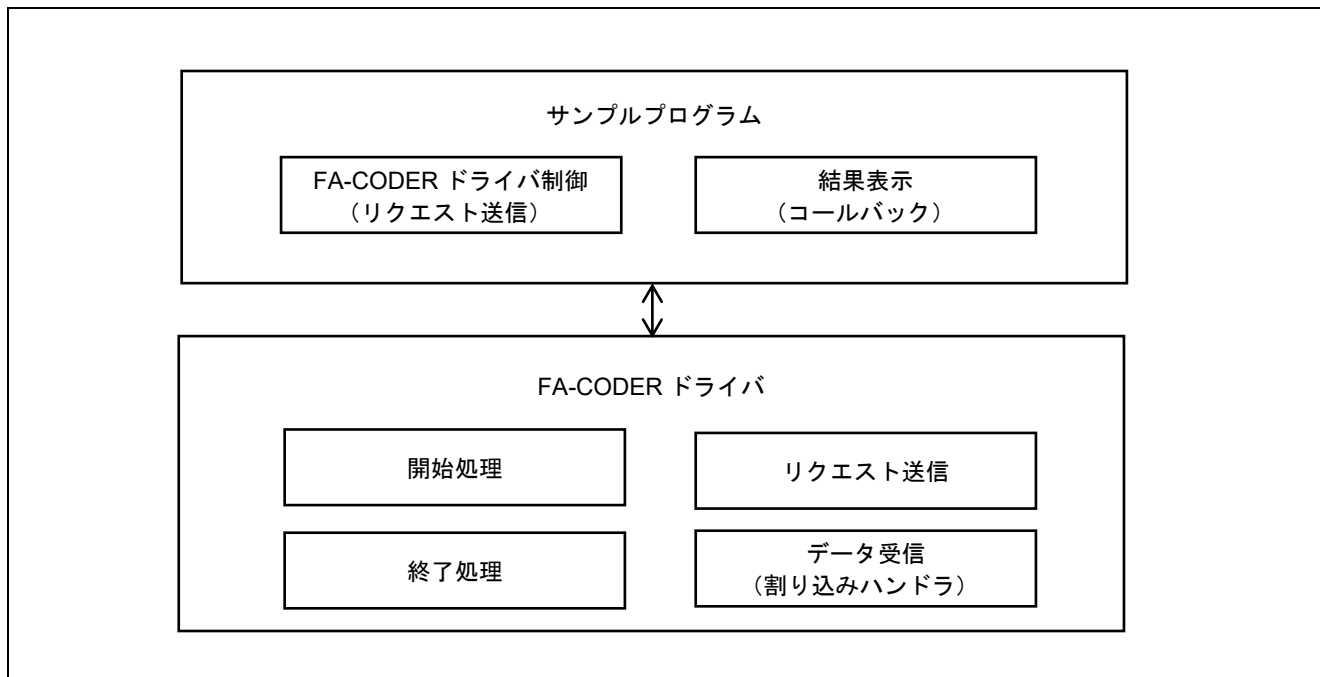 サンプルプログラム
FA-CODER ドライバ制御
（リクエスト送信）
結果表示
（コールバック）
FA-CODER ドライバ
開始処理
リクエスト送信
終了処理
データ受信
（割り込みハンドラ）